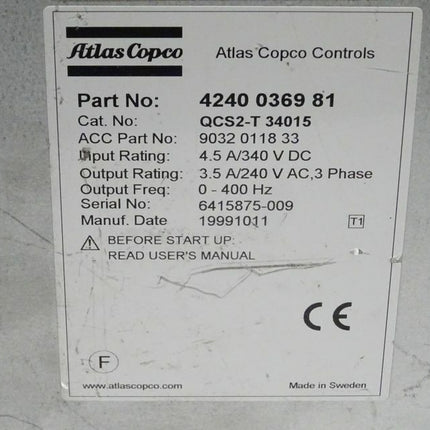 Atlas Copco Atlas Copco Controls
Part No: 4240 0369 81
Cat. No: QCS2-T 34015
ACC Part No: 9032 0118 33
Input Rating: 4.5 A/340 V DC
Output Rating: 3.5 A/240 V AC,3 Phase
Output Freq: 0 - 400 Hz
Serial No: 6415875-009
Manuf. Date 19991011 T1
BEFORE START UP:
READ USER'S MANUAL
CE
F
www.atlascopco.com Made in Sweden